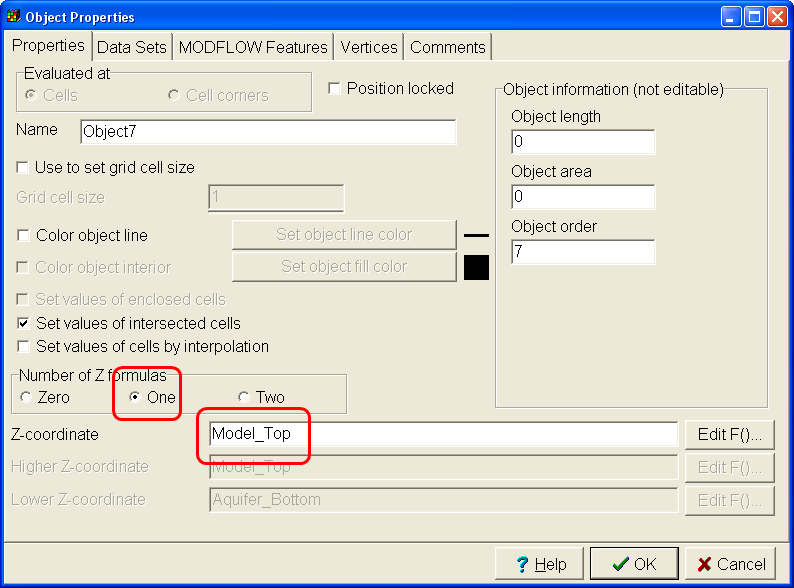 Object Properties
Properties Data Sets MODFLOW Features Vertices Comments
Evaluated at
Cells Cell corners
Position locked
Name Object7
Use to set grid cell size
Grid cell size 1
Color object line Set object line color
Color object interior Set object fill color
Set values of enclosed cells
Set values of intersected cells
Set values of cells by interpolation
Number of Z formulas
Zero One Two
Z-coordinate Model_Top Edit F()...
Higher Z-coordinate Model_Top Edit F()...
Lower Z-coordinate Aquifer_Bottom Edit F()...
Object information (not editable)
Object length
0
Object area
0
Object order
7
? Help OK Cancel